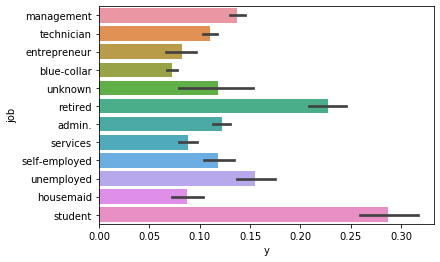 management
technician
entrepreneur
blue-collar
unknown
retired
admin.
services
self-employed
unemployed
housemaid
student
job
0.00 0.05 0.10 0.15 0.20 0.25 0.30
y